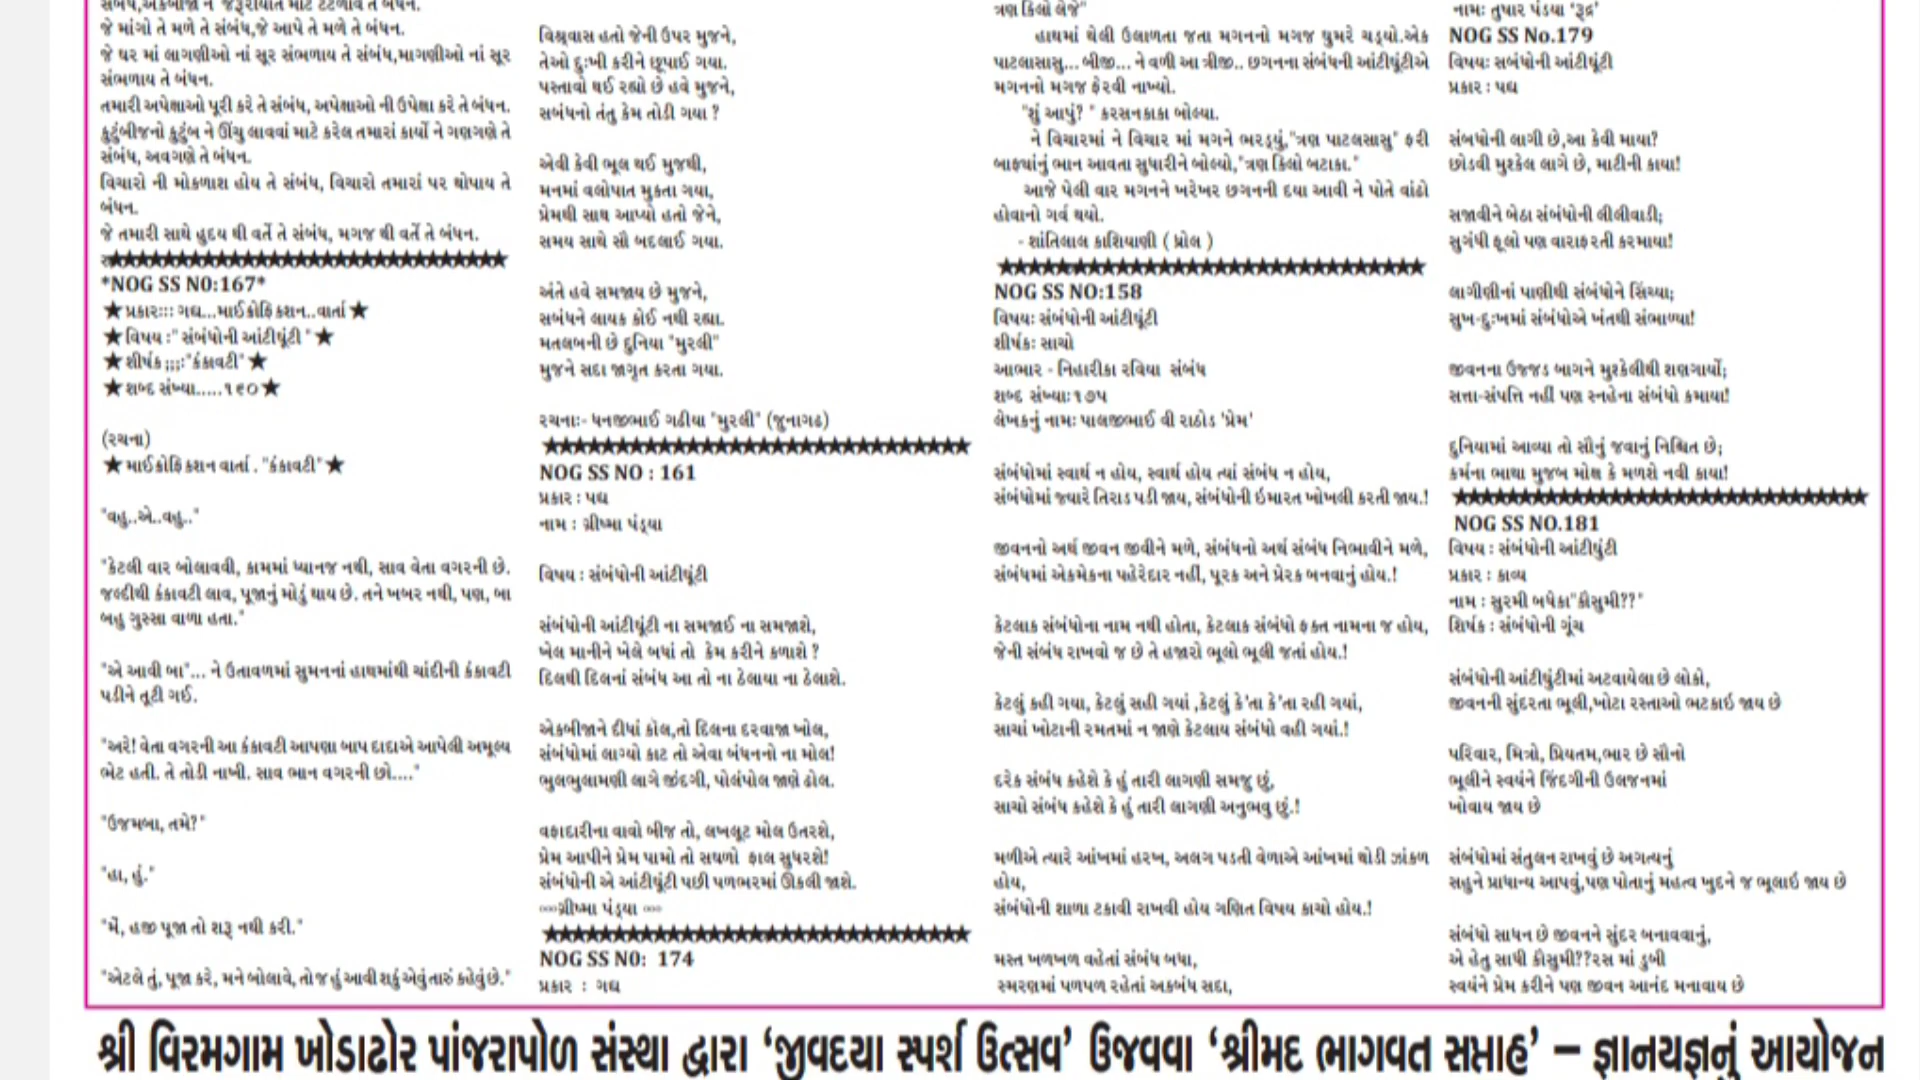 સંબંધ,એકબીજા ને જરૂરીયાત માટે ટટળાવે તે બંધન.
જે માંગો તે મળે તે સંબંધ,જે આપે તે મળે તે બંધન.
જે ઘર માં લાગણીઓ નાં સૂર સંભળાય તે સંબંધ,માગણીઓ નાં સૂર
સંભળાય તે બંધન.
તમારી અપેક્ષાઓ પૂરી કરે તે સંબંધ, અપેક્ષાઓ ની ઉપેક્ષા કરે તે બંધન.
કુટુંબીજનો કુટુંબ ને ઊંચુ લાવવાં માટે કરેલ તમારાં કાર્યો ને ગણગણે તે
સંબંધ, અવગણે તે બંધન.
વિચારો ની મોકળાશ હોય તે સંબંધ, વિચારો તમારાં પર થોપાય તે
બંધન.
જે તમારી સાથે હ્રદય થી વર્તે તે સંબંધ, મગજ થી વર્તે તે બંધન.
★★★★★★★★★★★★★★★★★★★★★★★★★★★★
*NOG SS NO:167*
★પ્રકાર::: ગદ્ય...માઈક્રોફિકશન..વાર્તા★
★વિષય :" સંબંધોની આંટીઘૂંટી "★
★શીર્ષક ;;;:"કંકાવટી"★
★શબ્દ સંખ્યા.....૧૯૦★
(રચના)
★માઈક્રોફિકશન વાર્તા . "કંકાવટી"★
"વહુ..એ..વહુ.."
"કેટલી વાર બોલાવવી, કામમાં ધ્યાનજ નથી, સાવ વેતા વગરની છે.
જલ્દીથી કંકાવટી લાવ, પૂજાનું મોડું થાય છે. તને ખબર નથી, પણ, બા
બહુ ગુસ્સા વાળા હતા."
"એ આવી બા"... ને ઉતાવળમાં સુમનનાં હાથમાંથી ચાંદીની કંકાવટી
પડીને તૂટી ગઈ.
"અરે! વેતા વગરની આ કંકાવટી આપણા બાપ દાદાએ આપેલી અમૂલ્ય
ભેટ હતી. તે તોડી નાખી. સાવ ભાન વગરની છો...."
"ઉજમબા, તમે?"
"હા, હું."
"મેં, હજી પૂજા તો શરૂ નથી કરી."
"એટલે તું, પૂજા કરે, મને બોલાવે, તો જ હું આવી શકું એવું તારું કહેવું છે."
વિશ્વાસ હતો જેની ઉપર મુજને,
તેઓ દુઃખી કરીને છૂપાઈ ગયા.
પસ્તાવો થઈ રહ્યો છે હવે મુજને,
સબંધનો તંતુ કેમ તોડી ગયા ?
એવી કેવી ભૂલ થઈ મુજથી,
મનમાં વલોપાત મુક્તા ગયા,
પ્રેમથી સાથ આપ્યો હતો જેને,
સમય સાથે સૌ બદલાઈ ગયા.
અંતે હવે સમજાય છે મુજને,
સબંધને લાયક કોઈ નથી રહ્યા.
મતલબની છે દુનિયા "મુરલી"
મુજને સદા જાગૃત કરતા ગયા.
રચનાઃ- ધનજીભાઈ ગઢીયા "મુરલી" (જુનાગઢ)
★★★★★★★★★★★★★★★★★★★★★★★★★★★★
NOG SS NO : 161
પ્રકાર : પદ્ય
નામ : ગ્રીષ્મા પંડ્યા
વિષય : સંબંધોની આંટીઘૂંટી
સંબંધોની આંટીઘૂંટી ના સમજાઈ ના સમજાશે,
ખેલ માનીને ખેલે બધાં તો કેમ કરીને કળાશે ?
દિલથી દિલનાં સંબંધ આ તો ના ઠેલાયા ના ઠેલાશે.
એકબીજાને દીધાં કૉલ,તો દિલના દરવાજા ખોલ,
સંબંધોમાં લાગ્યો કાટ તો એવા બંધનનો ના મોલ!
ભુલભુલામણી લાગે જીંદગી, પોલંપોલ જાણે ઢોલ.
વફાદારીના વાવો બીજ તો, લખલૂટ મોલ ઉતરશે,
પ્રેમ આપીને પ્રેમ પામો તો સઘળો ફાલ સુધરશે!
સંબંધોની એ આંટીઘૂંટી પછી પળભરમાં ઊકલી જાશે.
---ગ્રીષ્મા પંડ્યા ---
★★★★★★★★★★★★★★★★★★★★★★★★★★★★
NOG SS NO: 174
પ્રકાર : ગદ્ય
ત્રણ કિલો લેજે"
હાથમાં થેલી ઉલાળતા જતા મગનનો મગજ ઘુમરે ચડ્યો.એક
પાટલાસાસુ... બીજી... ને વળી આ ત્રીજી.. છગનના સંબંધની આંટીઘૂંટીએ
મગનનો મગજ ફેરવી નાખ્યો.
"શું આપું? " કરસનકાકા બોલ્યા.
ને વિચારમાં ને વિચાર માં મગને ભરડ્યું,"ત્રણ પાટલસાસુ" ફરી
બાફ્યાંનું ભાન આવતા સુધારીને બોલ્યો,"ત્રણ કિલો બટાકા."
આજે પેલી વાર મગનને ખરેખર છગનની દયા આવી ને પોતે વાંઢો
હોવાનો ગર્વ થયો.
- શાંતિલાલ કાશિયાણી ( ધ્રોલ )
★★★★★★★★★★★★★★★★★★★★★★★★★★★★
NOG SS NO:158
વિષયઃ સંબંધોની આંટીઘૂંટી
શીર્ષકઃ સાચો
આભાર - નિહારીકા રવિયા સંબંધ
શબ્દ સંખ્યાઃ૧૭૫
લેખકનું નામઃ પાલજીભાઈ વી રાઠોડ 'પ્રેમ'
સંબંધોમાં સ્વાર્થ ન હોય, સ્વાર્થ હોય ત્યાં સંબંધ ન હોય,
સંબંધોમાં જ્યારે તિરાડ પડી જાય, સંબંધોની ઇમારત ખોખલી કરતી જાય.!
જીવનનો અર્થ જીવન જીવીને મળે, સંબંધનો અર્થ સંબંધ નિભાવીને મળે,
સંબંધમાં એકમેકના પહેરેદાર નહીં, પૂરક અને પ્રેરક બનવાનું હોય.!
કેટલાક સંબંધોના નામ નથી હોતા, કેટલાક સંબંધો ફક્ત નામના જ હોય,
જેની સંબંધ રાખવો જ છે તે હજારો ભૂલો ભૂલી જતાં હોય.!
કેટલું કહી ગયા, કેટલું સહી ગયાં ,કેટલું કે'તા કે'તા રહી ગયાં,
સાચાં ખોટાની રમતમાં ન જાણે કેટલાય સંબંધો વહી ગયાં.!
દરેક સંબંધ કહેશે કે હું તારી લાગણી સમજુ છું,
સાચો સંબંધ કહેશે કે હું તારી લાગણી અનુભવુ છું.!
મળીએ ત્યારે આંખમાં હરખ, અલગ પડતી વેળાએ આંખમાં થોડી ઝાંકળ
હોય,
સંબંધોની શાળા ટકાવી રાખવી હોય ગણિત વિષય કાચો હોય.!
મસ્ત ખળખળ વહેતાં સંબંધ બધા,
સ્મરણમાં પળપળ રહેતાં અકબંધ સદા,
નામઃ તુષાર પંડયા 'રુદ્ર'
NOG SS No.179
વિષયઃ સબંધોની આંટીઘૂંટી
પ્રકાર : પદ્ય
સંબધોની લાગી છે,આ કેવી માયા?
છોડવી મુશ્કેલ લાગે છે, માટીની કાયા!
સજાવીને બેઠા સંબંધોની લીલીવાડી;
સુગંધી ફૂલો પણ વારાફરતી કરમાયા!
લાગીણીનાં પાણીથી સંબંધોને સિંચ્યા;
સુખ-દુઃખમાં સંબંધોએ ખંતથી સંભાળ્યા!
જીવનના ઉજ્જડ બાગને મુશ્કેલીથી શણગાર્યો;
સત્તા-સંપત્તિ નહીં પણ સ્નહેના સંબંધો કમાયા!
દુનિયામાં આવ્યા તો સૌનું જવાનું નિશ્ચિત છે;
કર્મના ભાથા મુજબ મોક્ષ કે મળશે નવી કાયા!
★★★★★★★★★★★★★★★★★★★★★★★★★★★★
NOG SS NO.181
વિષય : સંબંધોની આંટીઘુંટી
પ્રકાર : કાવ્ય
નામ : સુરમી બધેકા"કૌસુમી??"
શિર્ષક : સંબંધોની ગૂંચ
સંબંધોની આંટીઘુંટીમાં અટવાયેલા છે લોકો,
જીવનની સુંદરતા ભૂલી,ખોટા રસ્તાઓ ભટકાઇ જાય છે
પરિવાર, મિત્રો, પ્રિયતમ,ભાર છે સૌનો
ભૂલીને સ્વયંને જિંદગીની ઉલજનમાં
ખોવાય જાય છે
સંબંધોમાં સંતુલન રાખવું છે અગત્યનું
સહુને પ્રાધાન્ય આપવું,પણ પોતાનું મહત્વ ખુદને જ ભૂલાઇ જાય છે
સંબંધો સાધન છે જીવનને સુંદર બનાવવાનું,
એ હેતુ સાધી કૌસુમી??રસ માં ડુબી
સ્વયંને પ્રેમ કરીને પણ જીવન આનંદ મનાવાય છે
શ્રી વિરમગામ ખોડાઢોર પાંજરાપોળ સંસ્થા દ્વારા ‘જીવદયા સ્પર્શ ઉત્સવ’ ઉજવવા ‘શ્રીમદ ભાગવત સપ્તાહ’ – જ્ઞાનયજ્ઞનું આયોજન